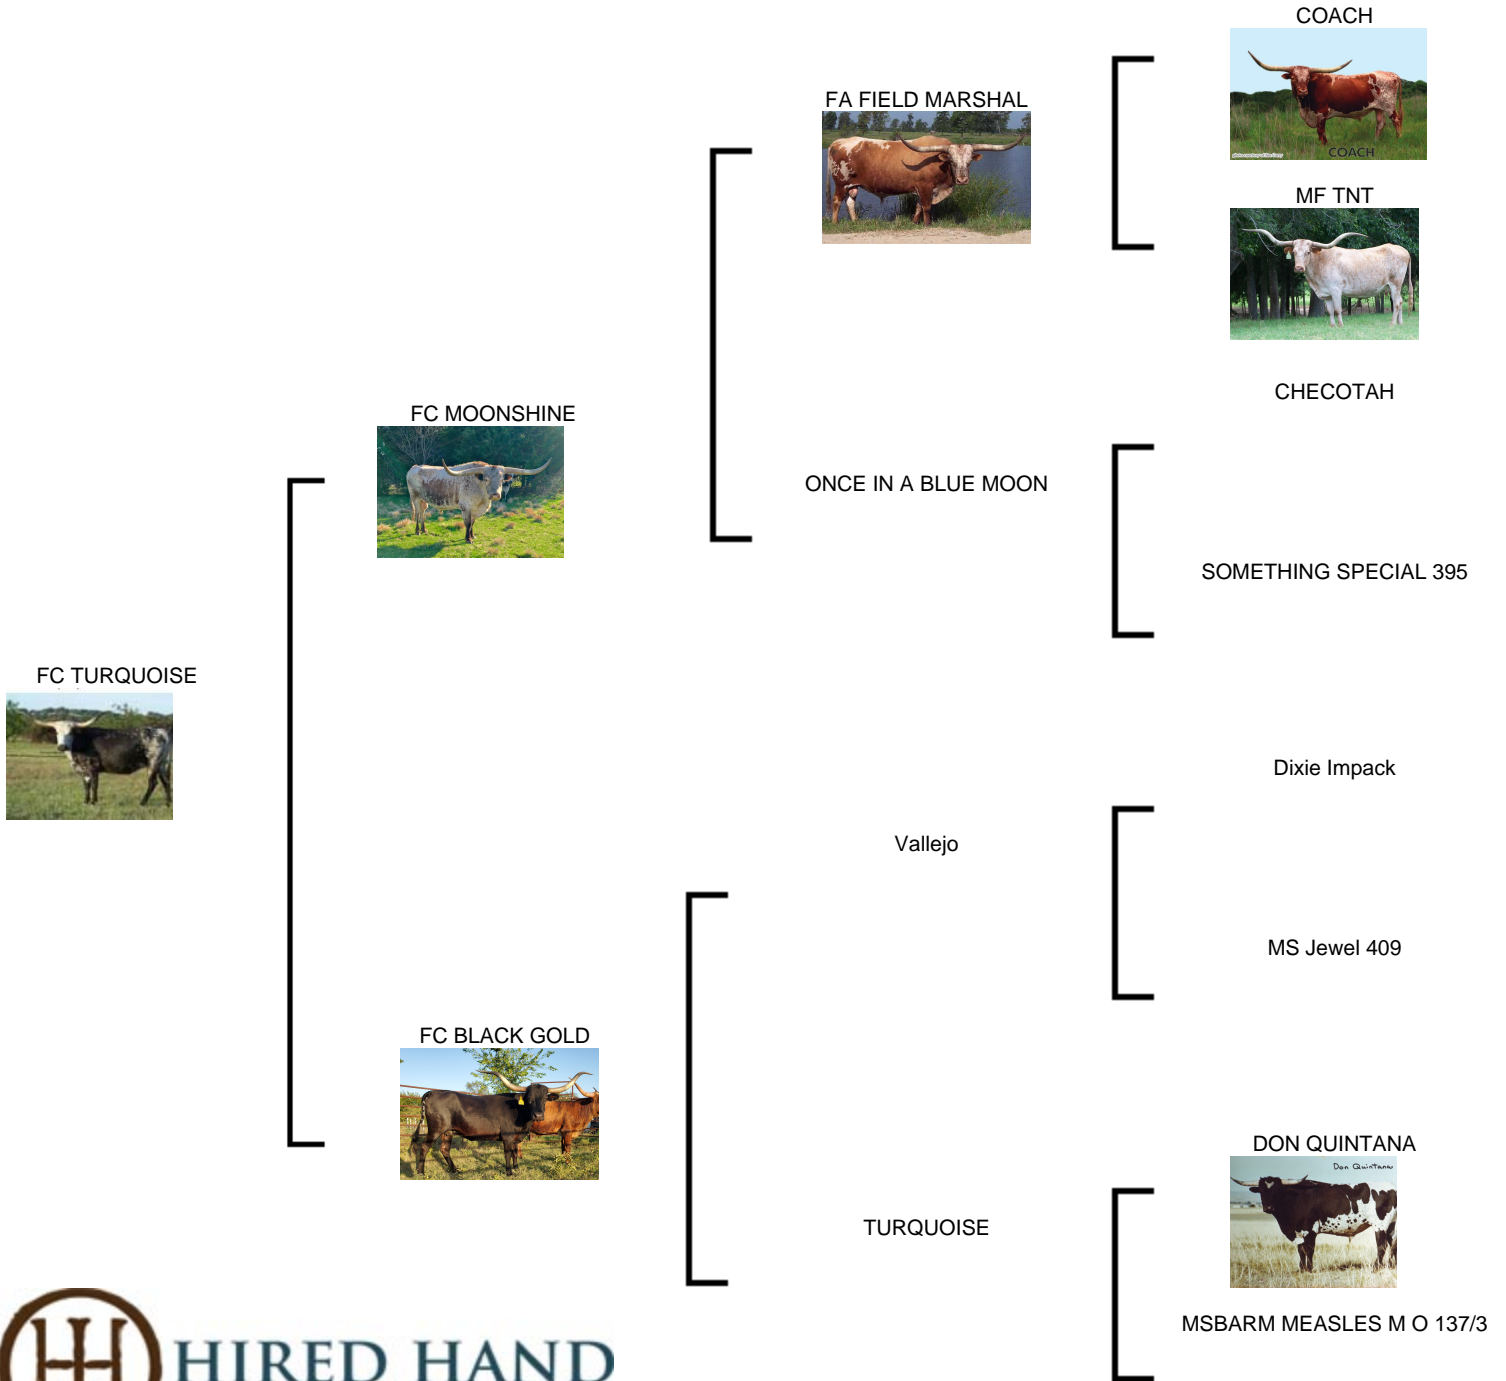 COACH
COACH
FA FIELD MARSHAL
MF TNT
CHECOTAH
FC MOONSHINE
ONCE IN A BLUE MOON
SOMETHING SPECIAL 395
FC TURQUOISE
Dixie Impack
Vallejo
MS Jewel 409
FC BLACK GOLD
DON QUINTANA
Don Quintana
TURQUOISE
MSBARM MEASLES M O 137/3
HIRED HAND